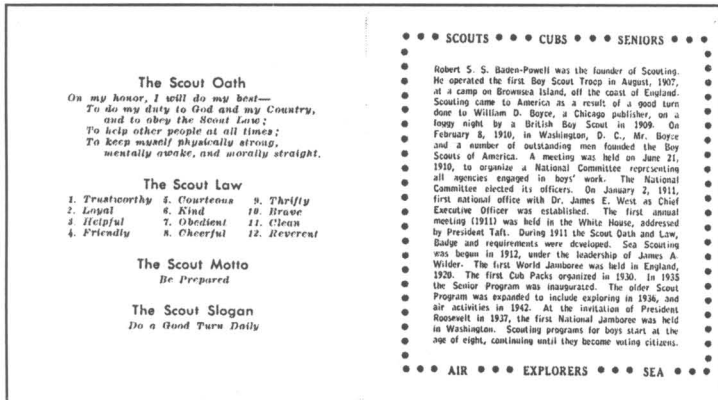 The Scout Oath
On my honor, I will do my best—
To do my duty to God and my Country,
and to obey the Scout Law;
To help other people at all times;
To keep myself physically strong,
mentally awake, and morally straight.
The Scout Law
1. Trustworthy 5. Courteous 9. Thrifty
2. Loyal 6. Kind 10. Brave
3. Helpful 7. Obedient 11. Clean
4. Friendly 8. Cheerful 12. Reverent
The Scout Motto
Be Prepared
The Scout Slogan
Do a Good Turn Daily
SCOUTS • • • CUBS • • • SENIORS
Robert S. S. Baden-Powell was the founder of Scouting.
He operated the first Boy Scout Troop in August, 1907,
at a camp on Brownsea Island, off the coast of England.
Scouting came to America as a result of a good turn
done to William D. Boyce, a Chicago publisher, on a
foggy night by a British Boy Scout in 1909. On
February 8, 1910, in Washington, D. C., Mr. Boyce
and a number of outstanding men founded the Boy
Scouts of America. A meeting was held on June 21,
1910, to organize a National Committee representing
all agencies engaged in boys' work. The National
Committee elected its officers. On January 2, 1911,
first national office with Dr. James E. West as Chief
Executive Officer was established. The first annual
meeting (1911) was held in the White House, addressed
by President Taft. During 1911 the Scout Oath and Law,
Badge and requirements were developed. Sea Scouting
was begun in 1912, under the leadership of James A.
Wilder. The first World Jamboree was held in England,
1920. The first Cub Packs organized in 1930. In 1935
the Senior Program was inaugurated. The older Scout
Program was expanded to include exploring in 1936, and
air activities in 1942. At the invitation of President
Roosevelt in 1937, the first National Jamboree was held
in Washington. Scouting programs for boys start at the
age of eight, continuing until they become voting citizens.
AIR • • • EXPLORERS • • • SEA